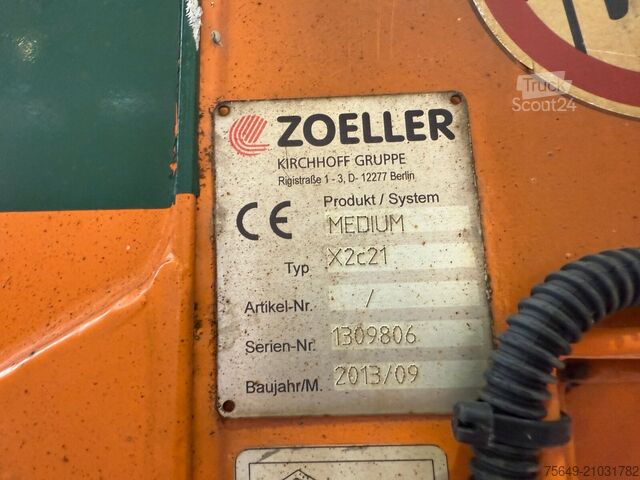 Truck
Scout24
ZOELLER
KIRCHHOFF GRUPPE
Rigistraße 1 - 3, D- 12277 Berlin
CE
Produkt / System
MEDIUM
Typ X2c21
Artikel-Nr. /
Serien-Nr. 1309806
Baujahr/M. 2013/09
75649-21031782